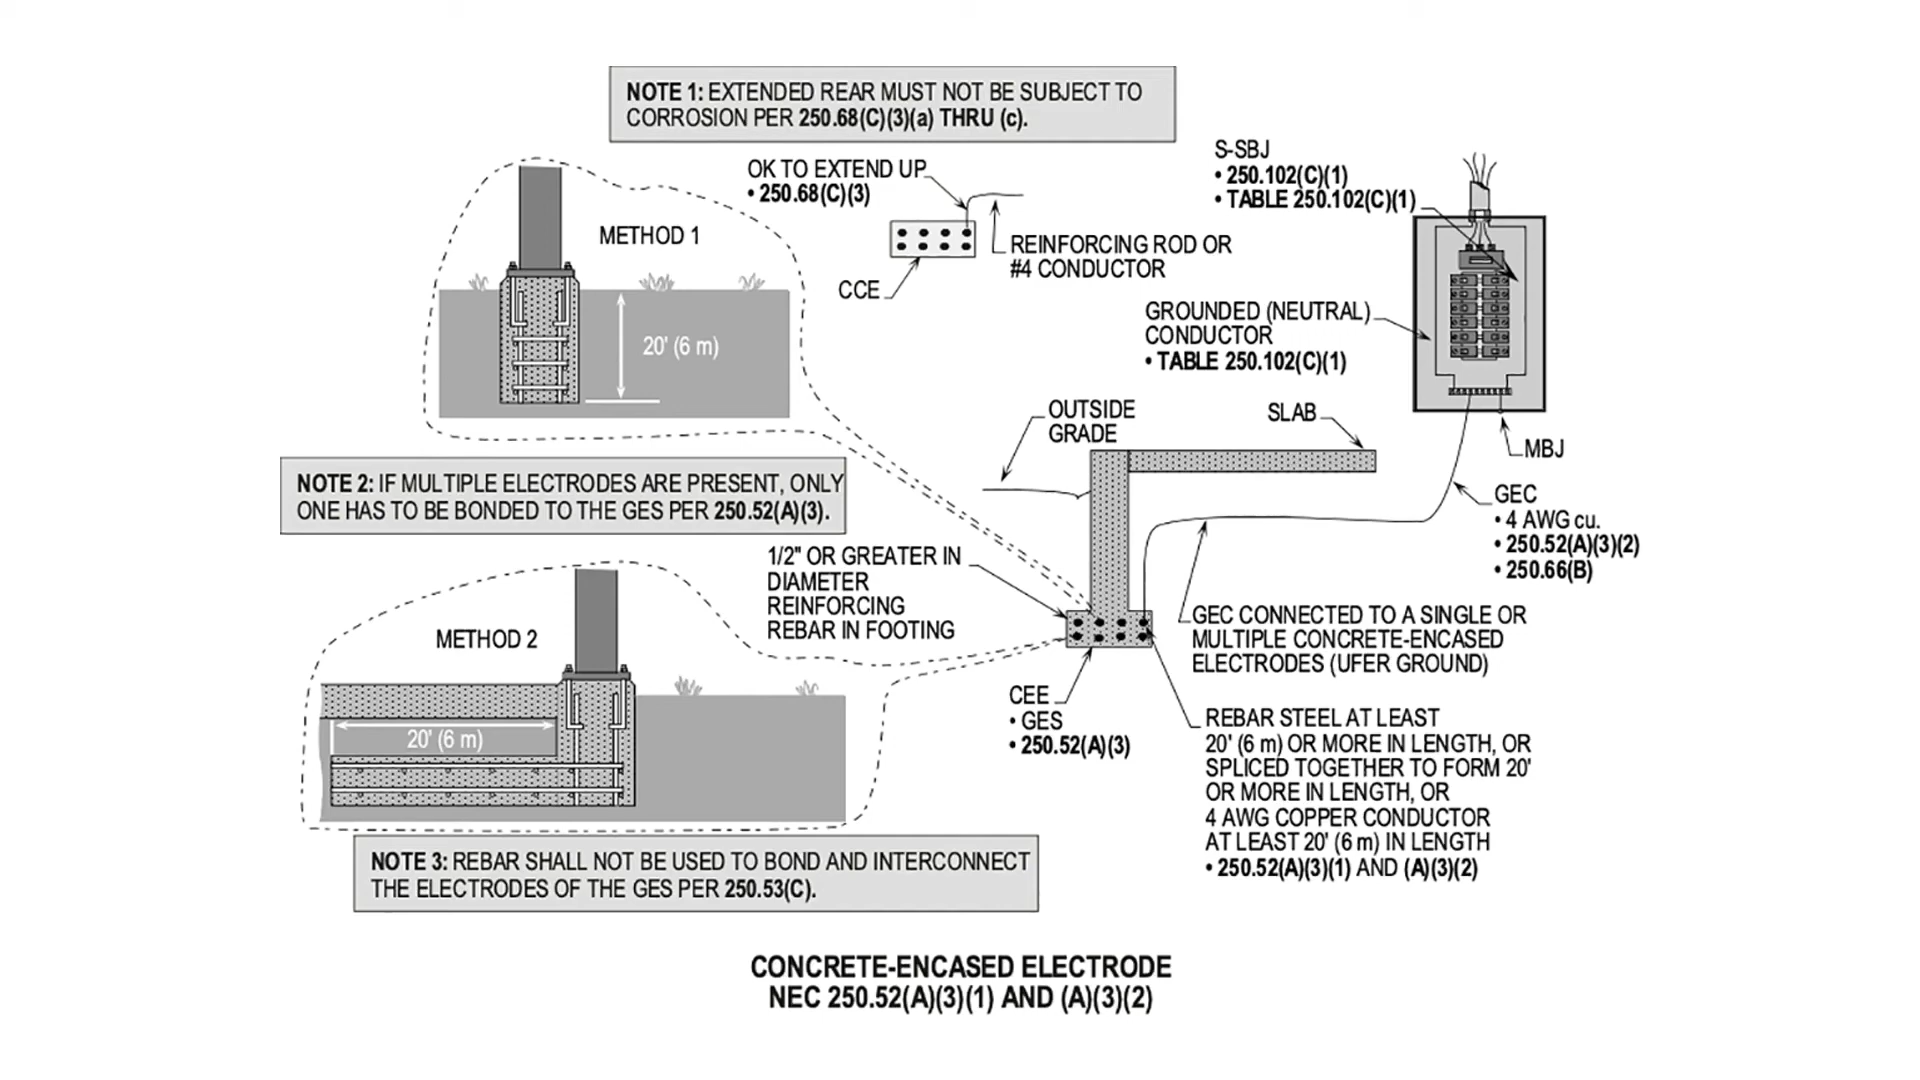 NOTE 1: EXTENDED REAR MUST NOT BE SUBJECT TO
CORROSION PER 250.68(C)(3)(a) THRU (c).
OK TO EXTEND UP
• 250.68(C)(3)
METHOD 1
REINFORCING ROD OR
#4 CONDUCTOR
CCE
20' (6 m)
S-SBJ
• 250.102(C)(1)
• TABLE 250.102(C)(1)
GROUNDED (NEUTRAL)
CONDUCTOR
• TABLE 250.102(C)(1)
OUTSIDE
GRADE
SLAB
MBJ
GEC
• 4 AWG cu.
• 250.52(A)(3)(2)
• 250.66(B)
NOTE 2: IF MULTIPLE ELECTRODES ARE PRESENT, ONLY
ONE HAS TO BE BONDED TO THE GES PER 250.52(A)(3).
1/2" OR GREATER IN
DIAMETER
REINFORCING
REBAR IN FOOTING
METHOD 2
20' (6 m)
GEC CONNECTED TO A SINGLE OR
MULTIPLE CONCRETE-ENCASED
ELECTRODES (UFER GROUND)
CEE
• GES
• 250.52(A)(3)
REBAR STEEL AT LEAST
20' (6 m) OR MORE IN LENGTH, OR
SPLICED TOGETHER TO FORM 20'
OR MORE IN LENGTH, OR
4 AWG COPPER CONDUCTOR
AT LEAST 20' (6 m) IN LENGTH
• 250.52(A)(3)(1) AND (A)(3)(2)
NOTE 3: REBAR SHALL NOT BE USED TO BOND AND INTERCONNECT
THE ELECTRODES OF THE GES PER 250.53(C).
CONCRETE-ENCASED ELECTRODE
NEC 250.52(A)(3)(1) AND (A)(3)(2)